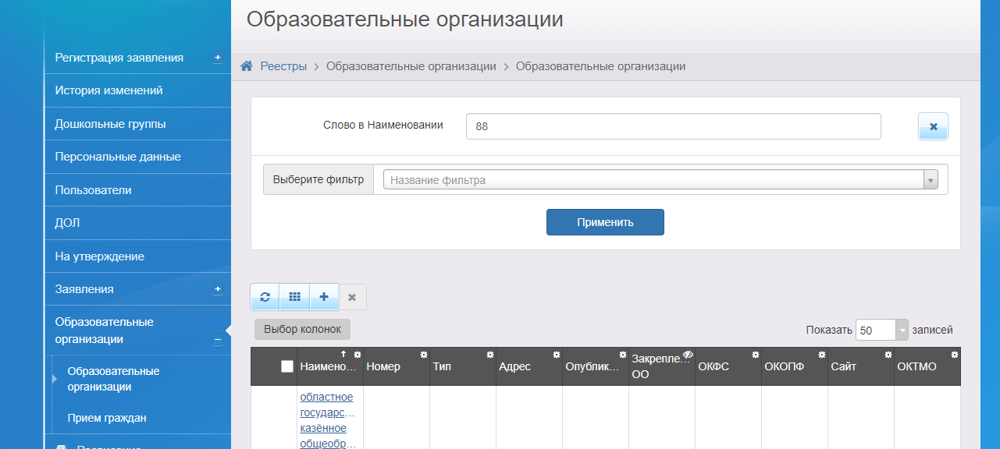 Образовательные организации
Регистрация заявления
История изменений
Дошкольные группы
Персональные данные
Пользователи
ДОЛ
На утверждение
Заявления
Образовательные
организации
Образовательные
организации
Прием граждан
Реестры > Образовательные организации > Образовательные организации
Слово в Наименовании 88
Выберите фильтр Название фильтра
Применить
Выбор колонок
Показать 50 записей
Наимено... Номер Тип Адрес Опублик... Закрепле... ОО ОКФС ОКОПФ Сайт ОКТМО
областное
государс...
казённое
общеобр...